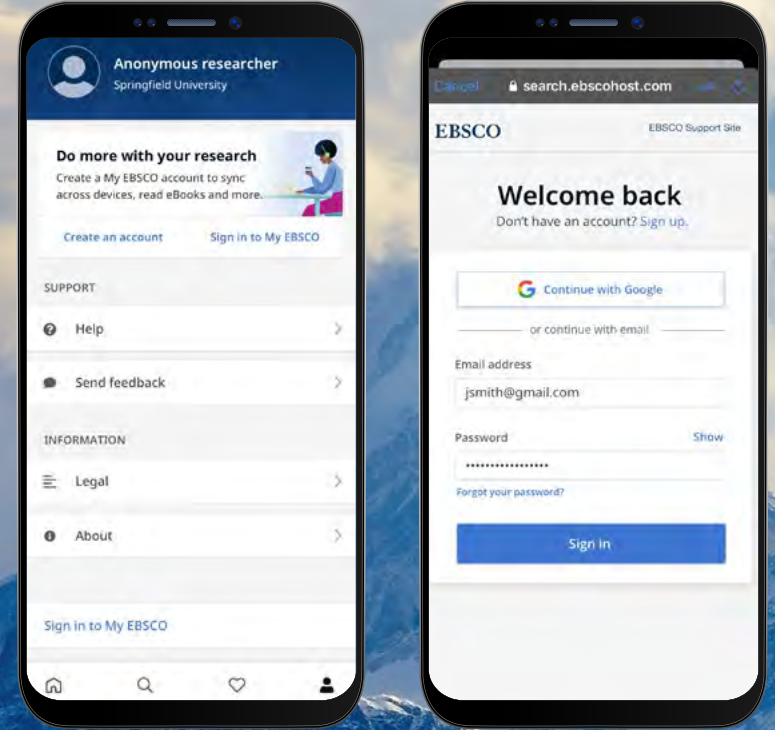 Anonymous researcher
Springfield University
Do more with your research
Create a My EBSCO account to sync
across devices, read eBooks and more.
Create an account
Sign in to My EBSCO
SUPPORT
Help
Send feedback
INFORMATION
Legal
About
Sign in to My EBSCO
Cancel
search.ebscohost.com
EBSCO
EBSCO Support Site
Welcome back
Don't have an account? Sign up.
Continue with Google
or continue with email
Email address
jsmith@gmail.com
Password
Show
•••••••••••••••••
Forgot your password?
Sign in